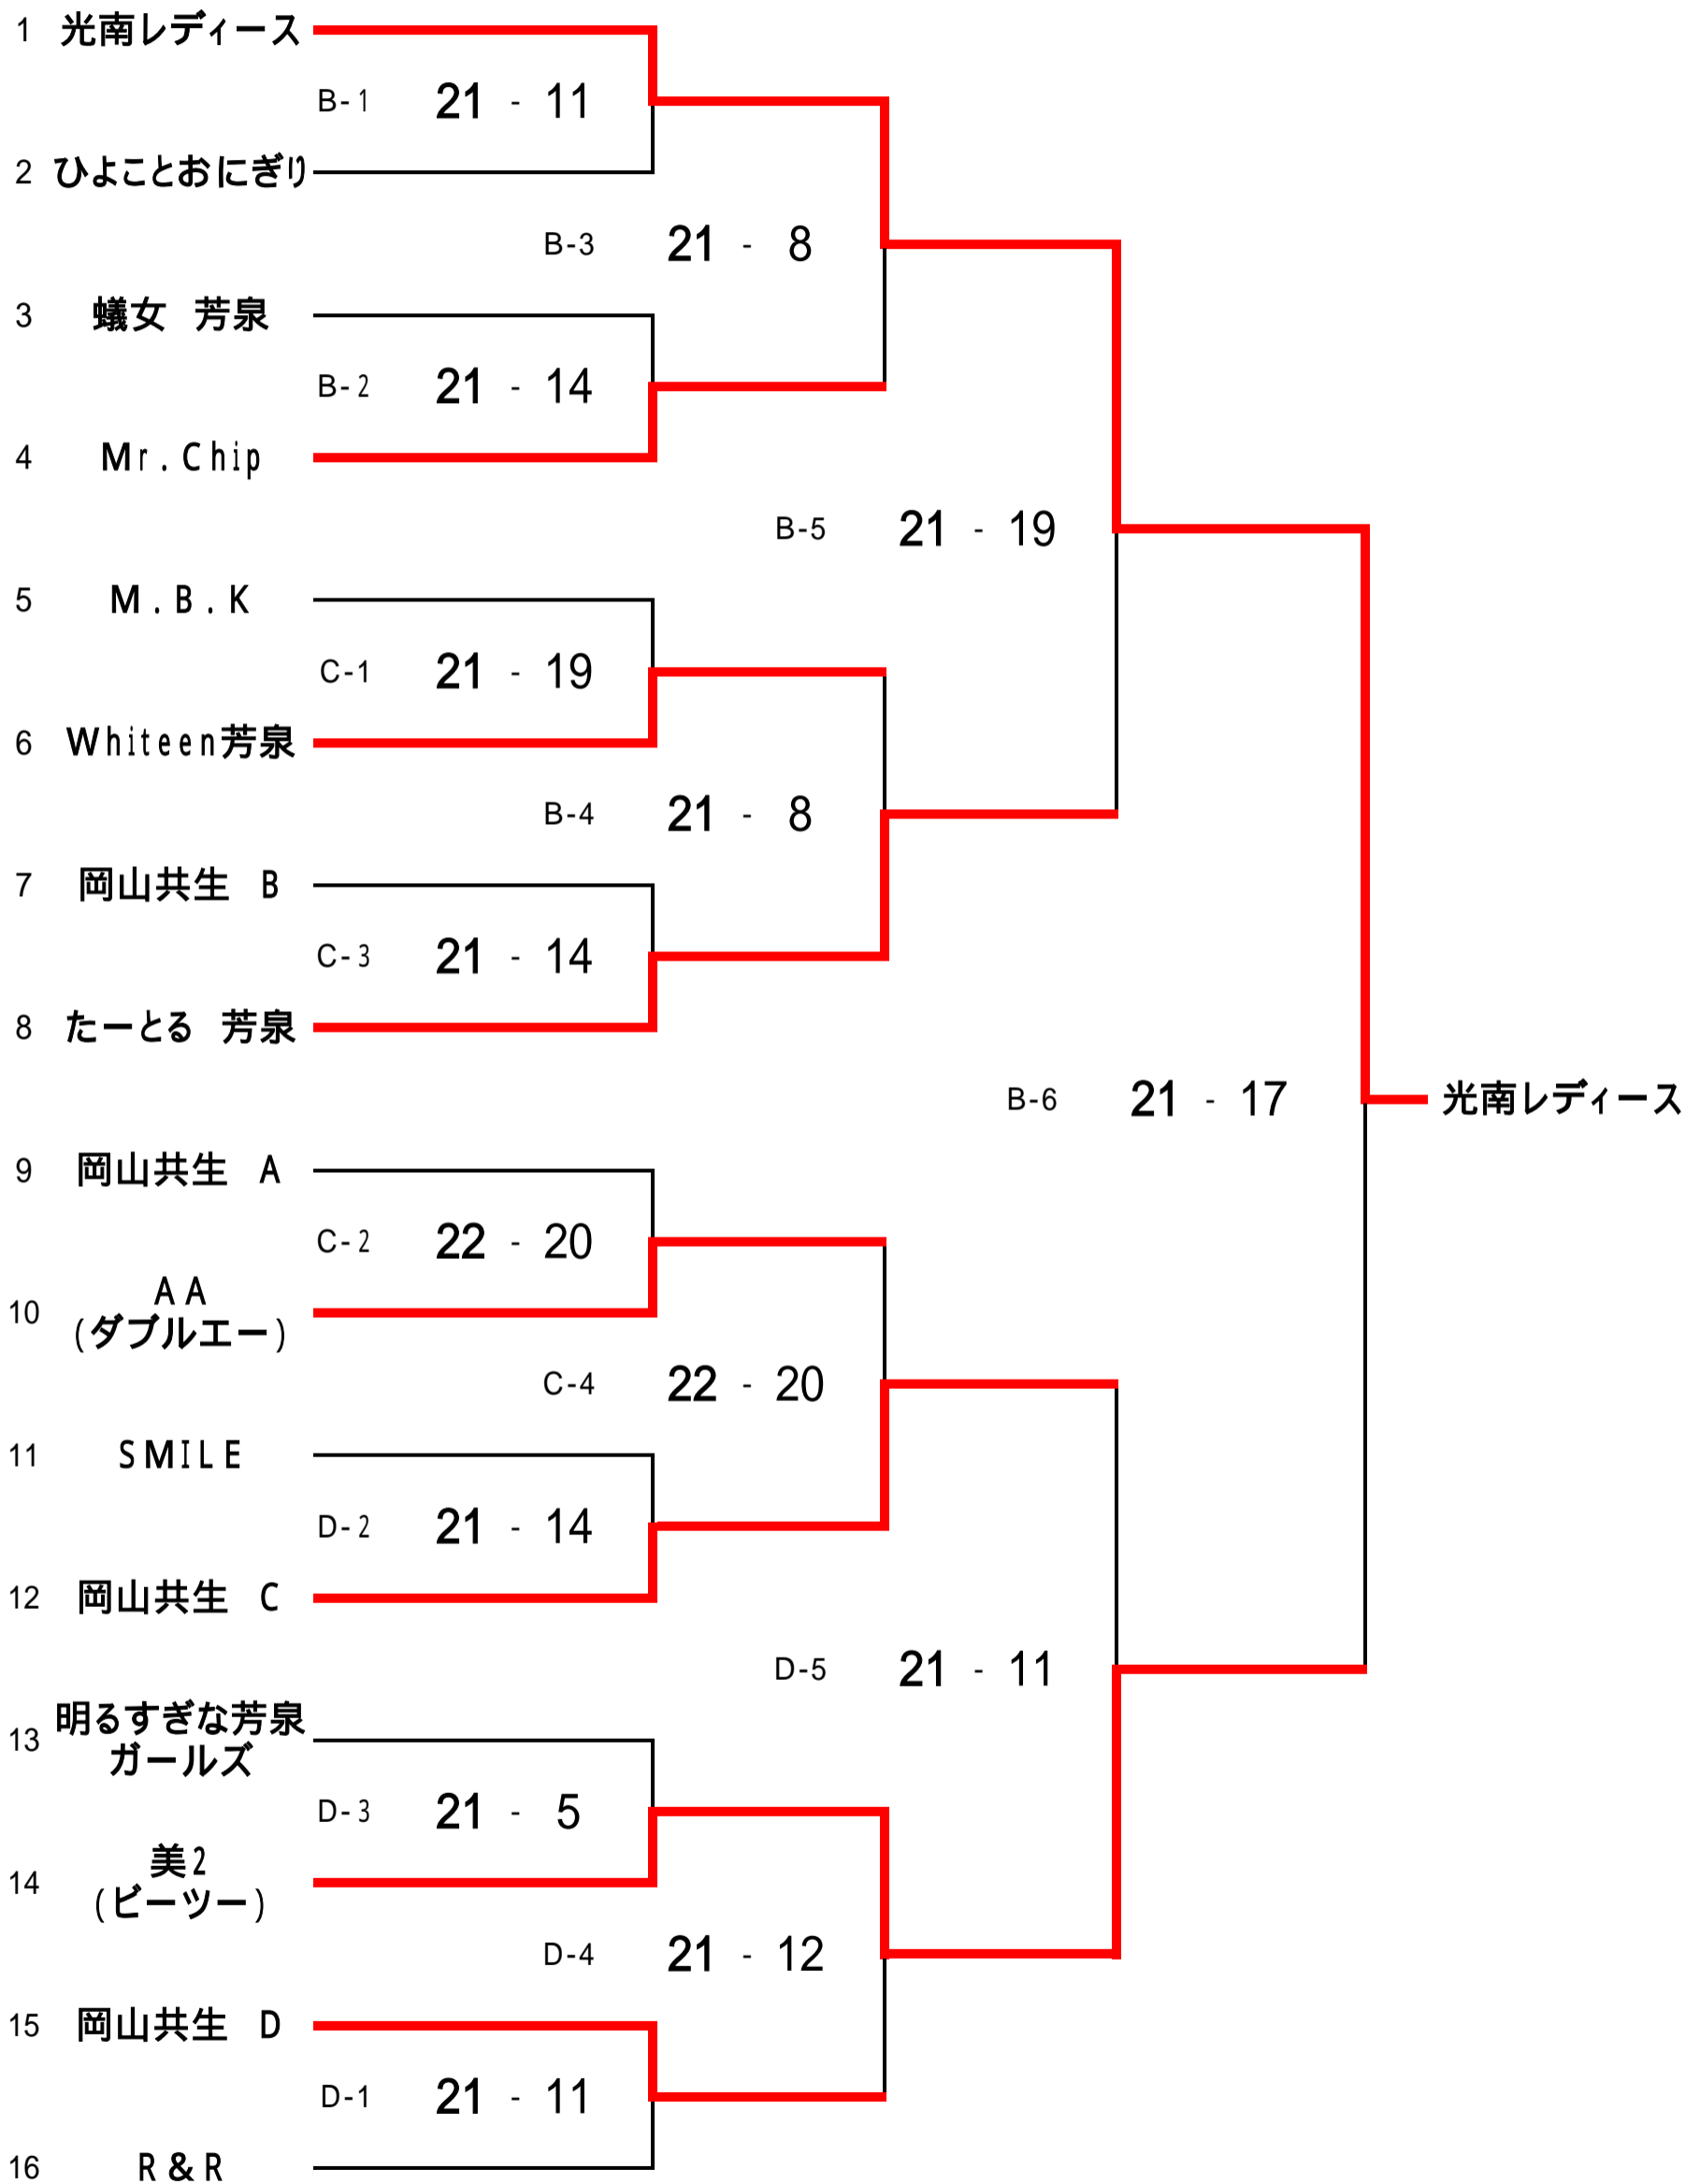 1 光南レディース
B-1 21 - 11
2 ひよことおにぎり
B-3 21 - 8
3 蟻女 芳泉
B-2 21 - 14
4 Mr.Chip
B-5 21 - 19
5 M.B.K
C-1 21 - 19
6 Whiteen芳泉
B-4 21 - 8
7 岡山共生 B
C-3 21 - 14
8 たーとる 芳泉
B-6 21 - 17 光南レディース
9 岡山共生 A
C-2 22 - 20
10 AA
(ダブルエー)
C-4 22 - 20
11 SMILE
D-2 21 - 14
12 岡山共生 C
D-5 21 - 11
13 明るすぎな芳泉
ガールズ
D-3 21 - 5
14 美2
(ビーツー)
D-4 21 - 12
15 岡山共生 D
D-1 21 - 11
16 R&R